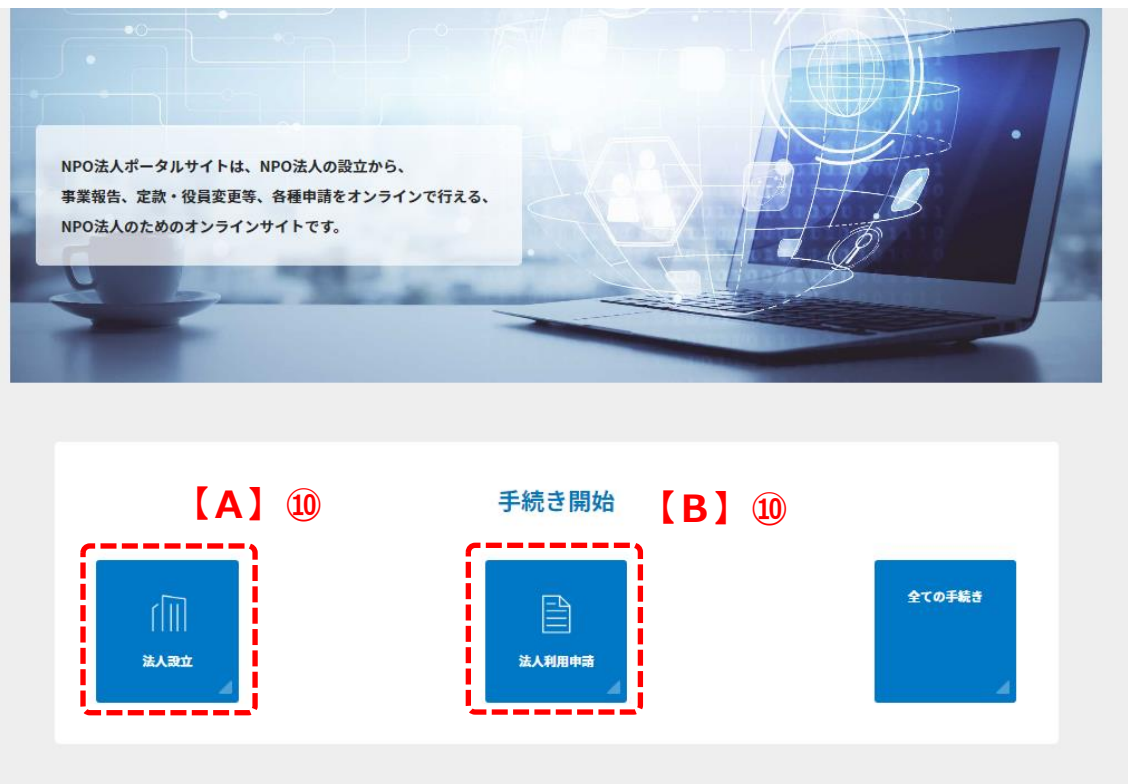 NPO法人ポータルサイトは、NPO法人の設立から、
事業報告、定款・役員変更等、各種申請をオンラインで行える、
NPO法人のためのオンラインサイトです。
【A】⑩
手続き開始
【B】⑩
法人設立
法人利用申請
全ての手続き